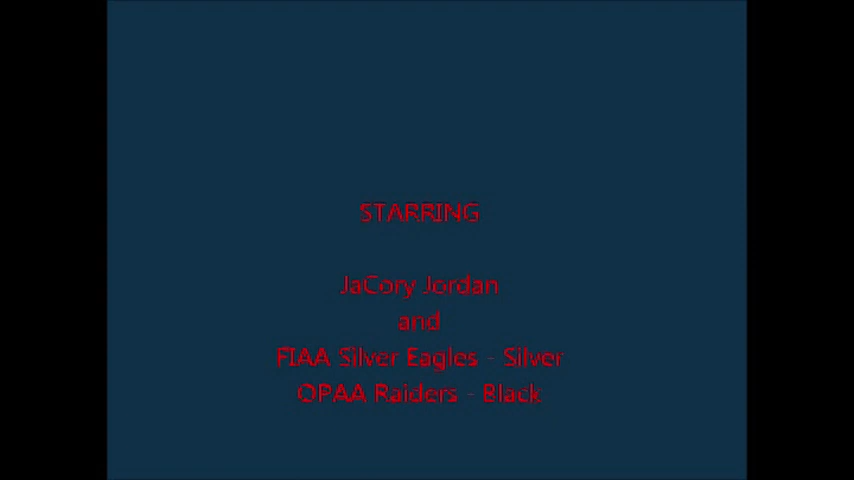 STARRING
JaCory Jordan
and
FIAA Silver Eagles - Silver
OPAA Raiders - Black